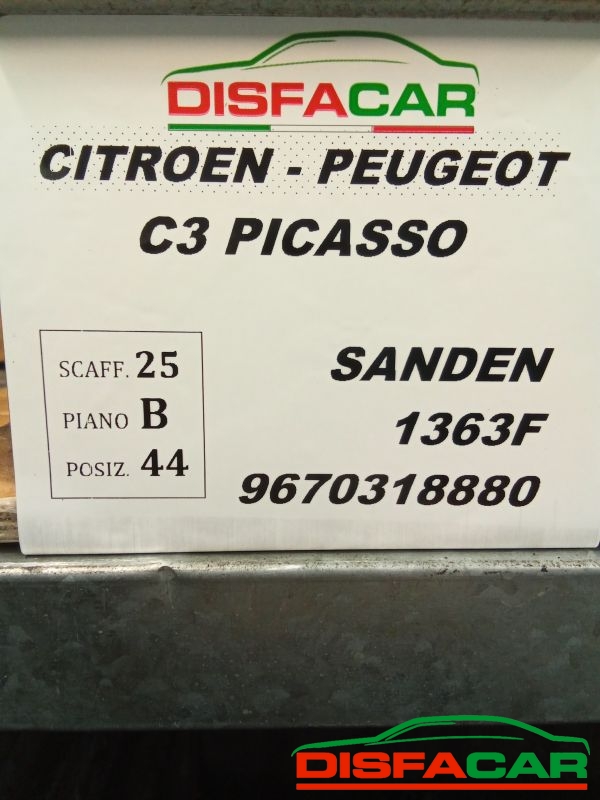 DISFACAR
CITROEN - PEUGEOT
C3 PICASSO
SCAFF. 25
PIANO B
POSIZ. 44
SANDEN
1363F
9670318880
DISFACAR